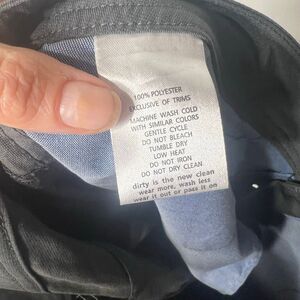 100% POLYESTER
EXCLUSIVE OF TRIMS
MACHINE WASH COLD
WITH SIMILAR COLORS
GENTLE CYCLE
DO NOT BLEACH
TUMBLE DRY
LOW HEAT
DO NOT IRON
DO NOT DRY CLEAN
dirty is the new clean
wear more, wash less
wear it out or pass it on